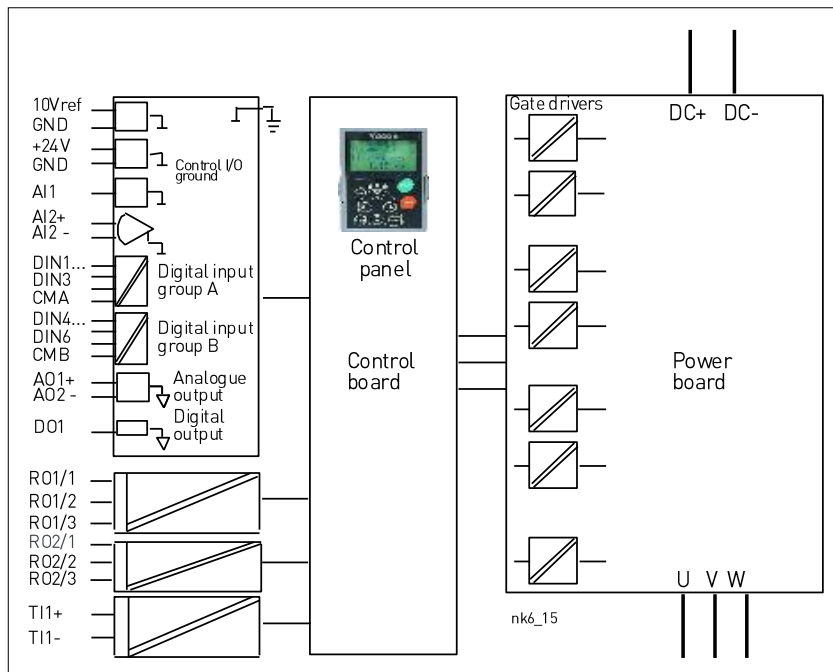 10Vref
GND
+24V
GND
AI1
AI2+
AI2 -
DIN1...
DIN3
CMA
DIN4...
DIN6
CMB
AO1+
AO2 -
DO1
Control I/O
ground
Digital input
group A
Digital input
group B
Analogue
output
Digital
output
RO1/1
RO1/2
RO1/3
RO2/1
RO2/2
RO2/3
TI1+
TI1-
Control
panel
Control
board
Gate drivers
DC+ DC-
Power
board
U V W
nk6_15